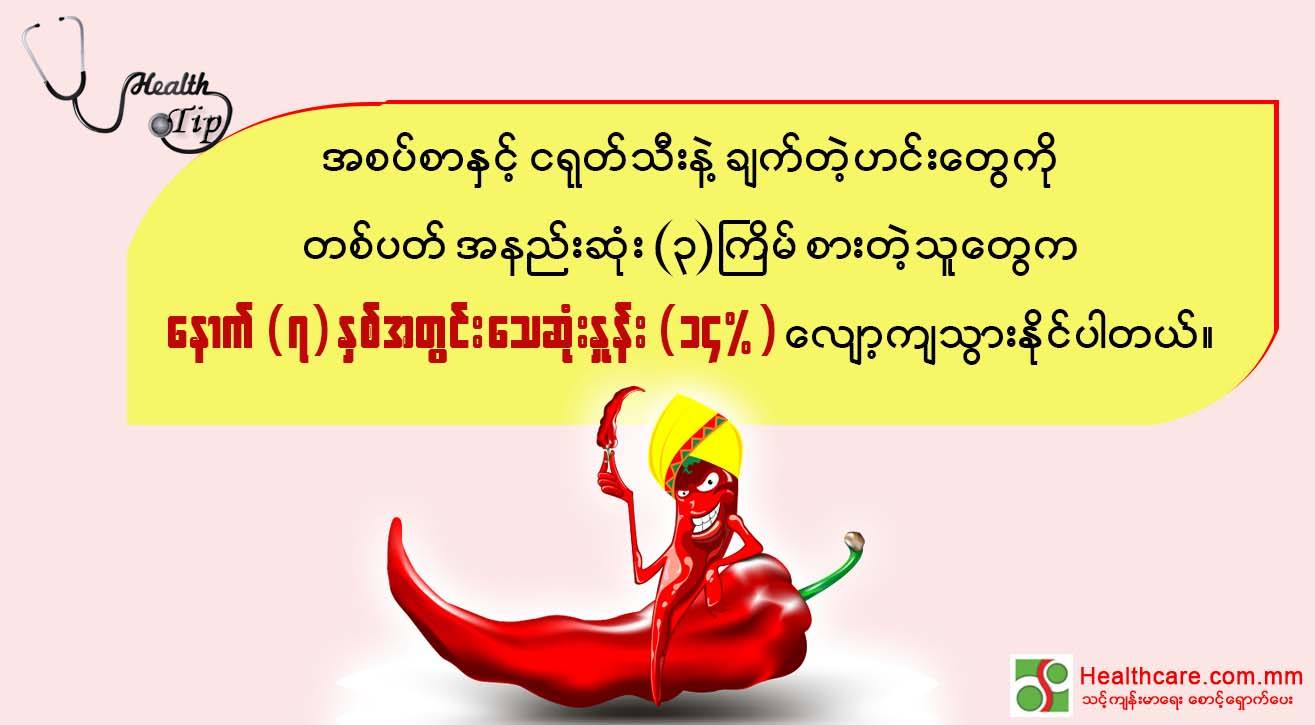 Health
Tip
အစပ်စာနှင့် ငရုတ်သီးနဲ့ ချက်တဲ့ဟင်းတွေကို
တစ်ပတ် အနည်းဆုံး (၃)ကြိမ် စားတဲ့သူတွေက
နောက် (၇) နှစ်အတွင်းသေဆုံးနှုန်း (၁၄%) လျော့ကျသွားနိုင်ပါတယ်။
Healthcare.com.mm
သင့်ကျန်းမာရေး စောင့်ရှောက်ပေး